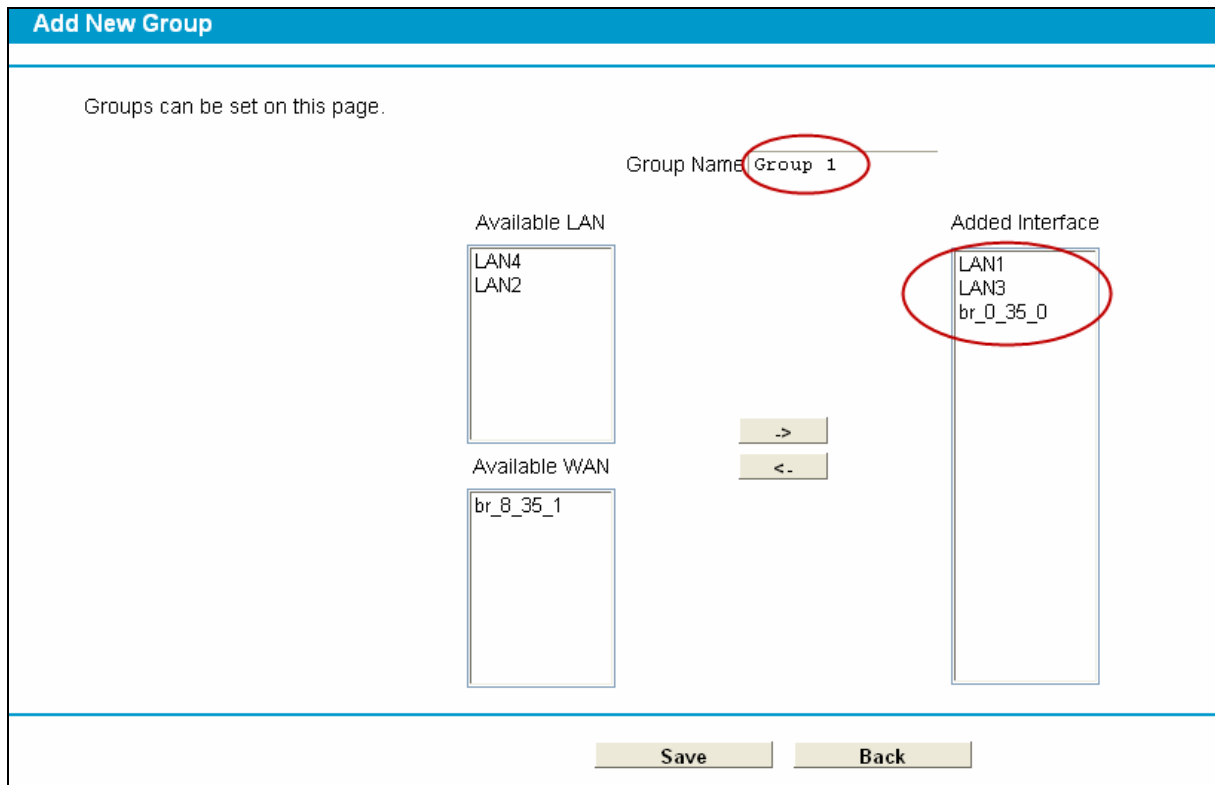 Add New Group
Groups can be set on this page.
Group Name Group 1
Available LAN
LAN4
LAN2
Added Interface
LAN1
LAN3
br_0_35_0
->
<-
Available WAN
br_8_35_1
Save
Back